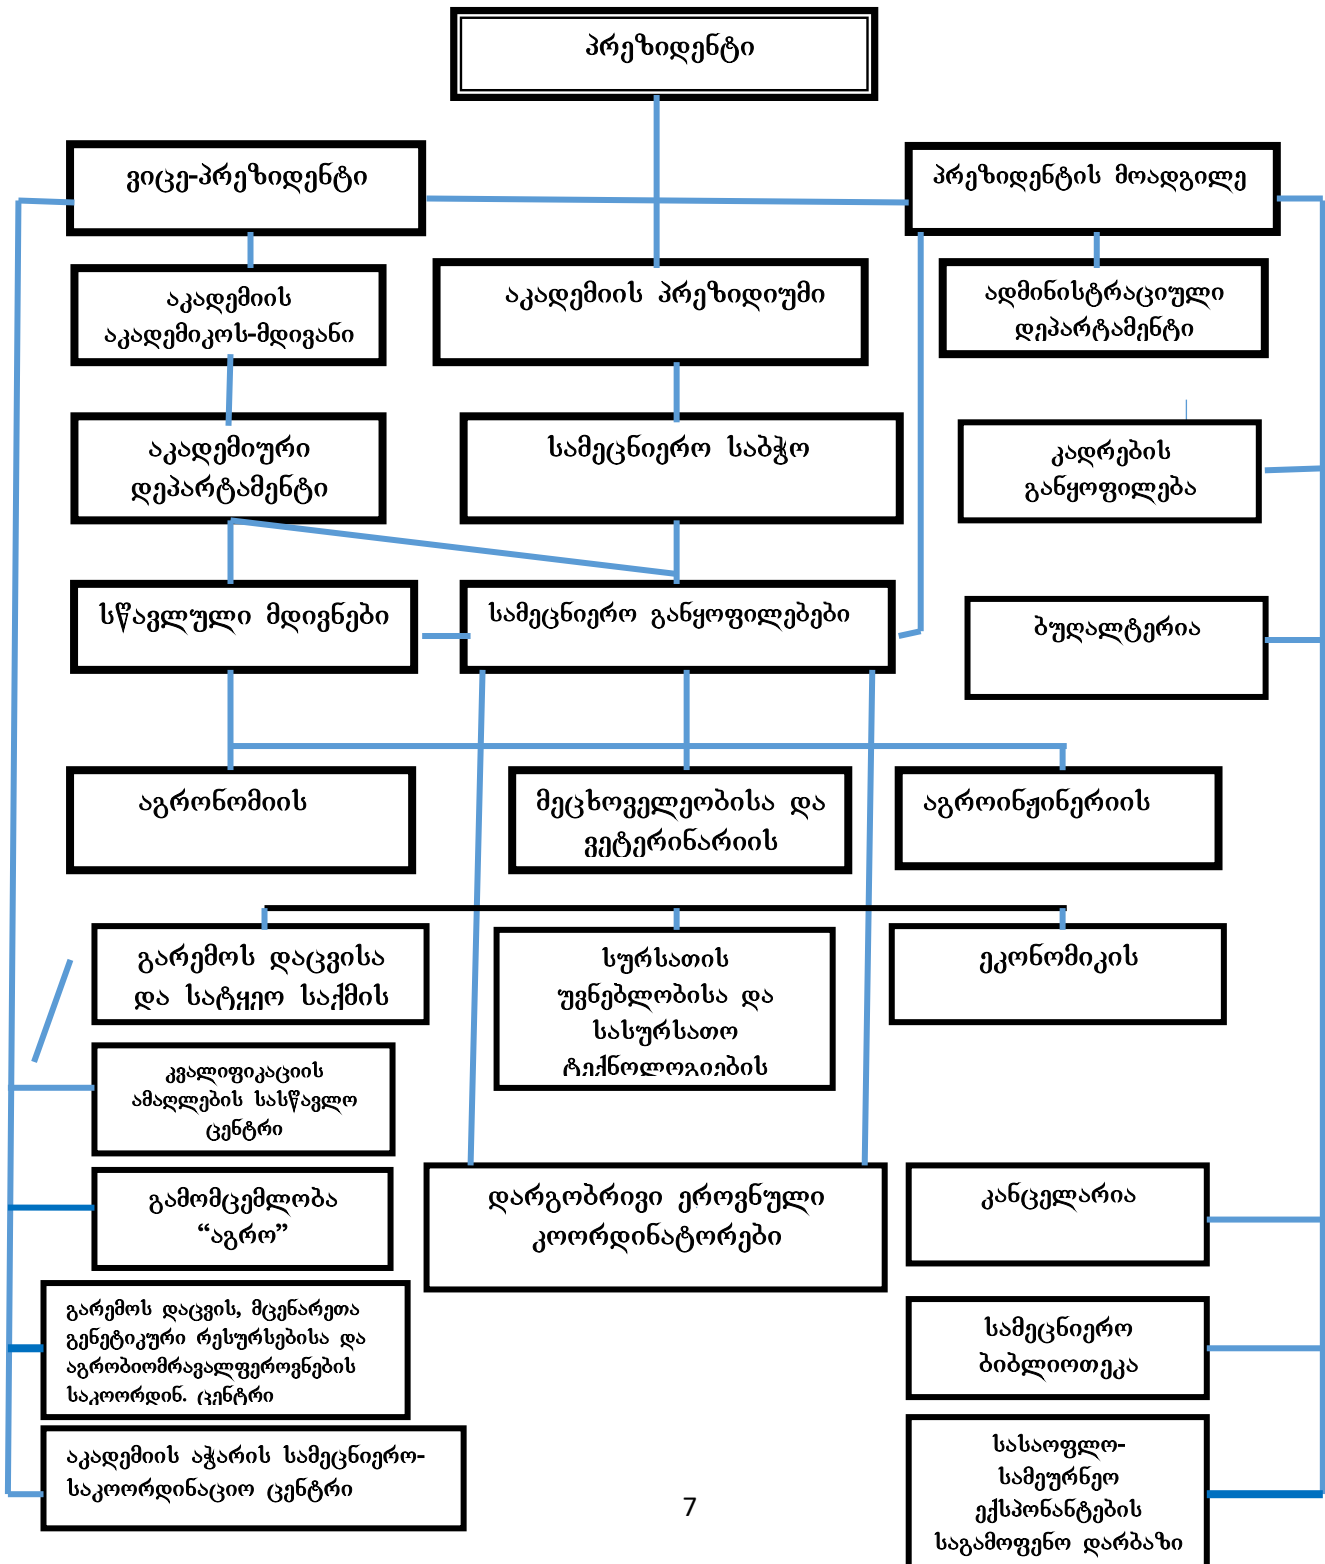 პრეზიდენტი
ვიცე-პრეზიდენტი
პრეზიდენტის მოადგილე
აკადემიის
აკადემიკოს-მდივანი
აკადემიის პრეზიდიუმი
ადმინისტრაციული
დეპარტამენტი
აკადემიური
დეპარტამენტი
სამეცნიერო საბჭო
კადრების
განყოფილება
სწავლული მდივნები
სამეცნიერო განყოფილებები
ბუღალტერია
აგრონომიის
მეცხოველეობისა და
ვეტერინარიის
აგროინჟინერიის
გარემოს დაცვისა
და სატყეო საქმის
სურსათის
უვნებლობისა და
სასურსათო
ტექნოლოგიების
ეკონომიკის
კვალიფიკაციის
ამაღლების სასწავლო
ცენტრი
გამომცემლობა
“აგრო”
დარგობრივი ეროვნული
კოორდინატორები
კანცელარია
გარემოს დაცვის, მცენარეთა
გენეტიკური რესურსებისა და
აგრობიომრავალფეროვნების
საკოორდინ. ცენტრი
სამეცნიერო
ბიბლიოთეკა
აკადემიის აჭარის სამეცნიერო-
საკოორდინაციო ცენტრი
სასაოფლო-
სამეურნეო
ექსპონანტების
საგამოფენო დარბაზი
7